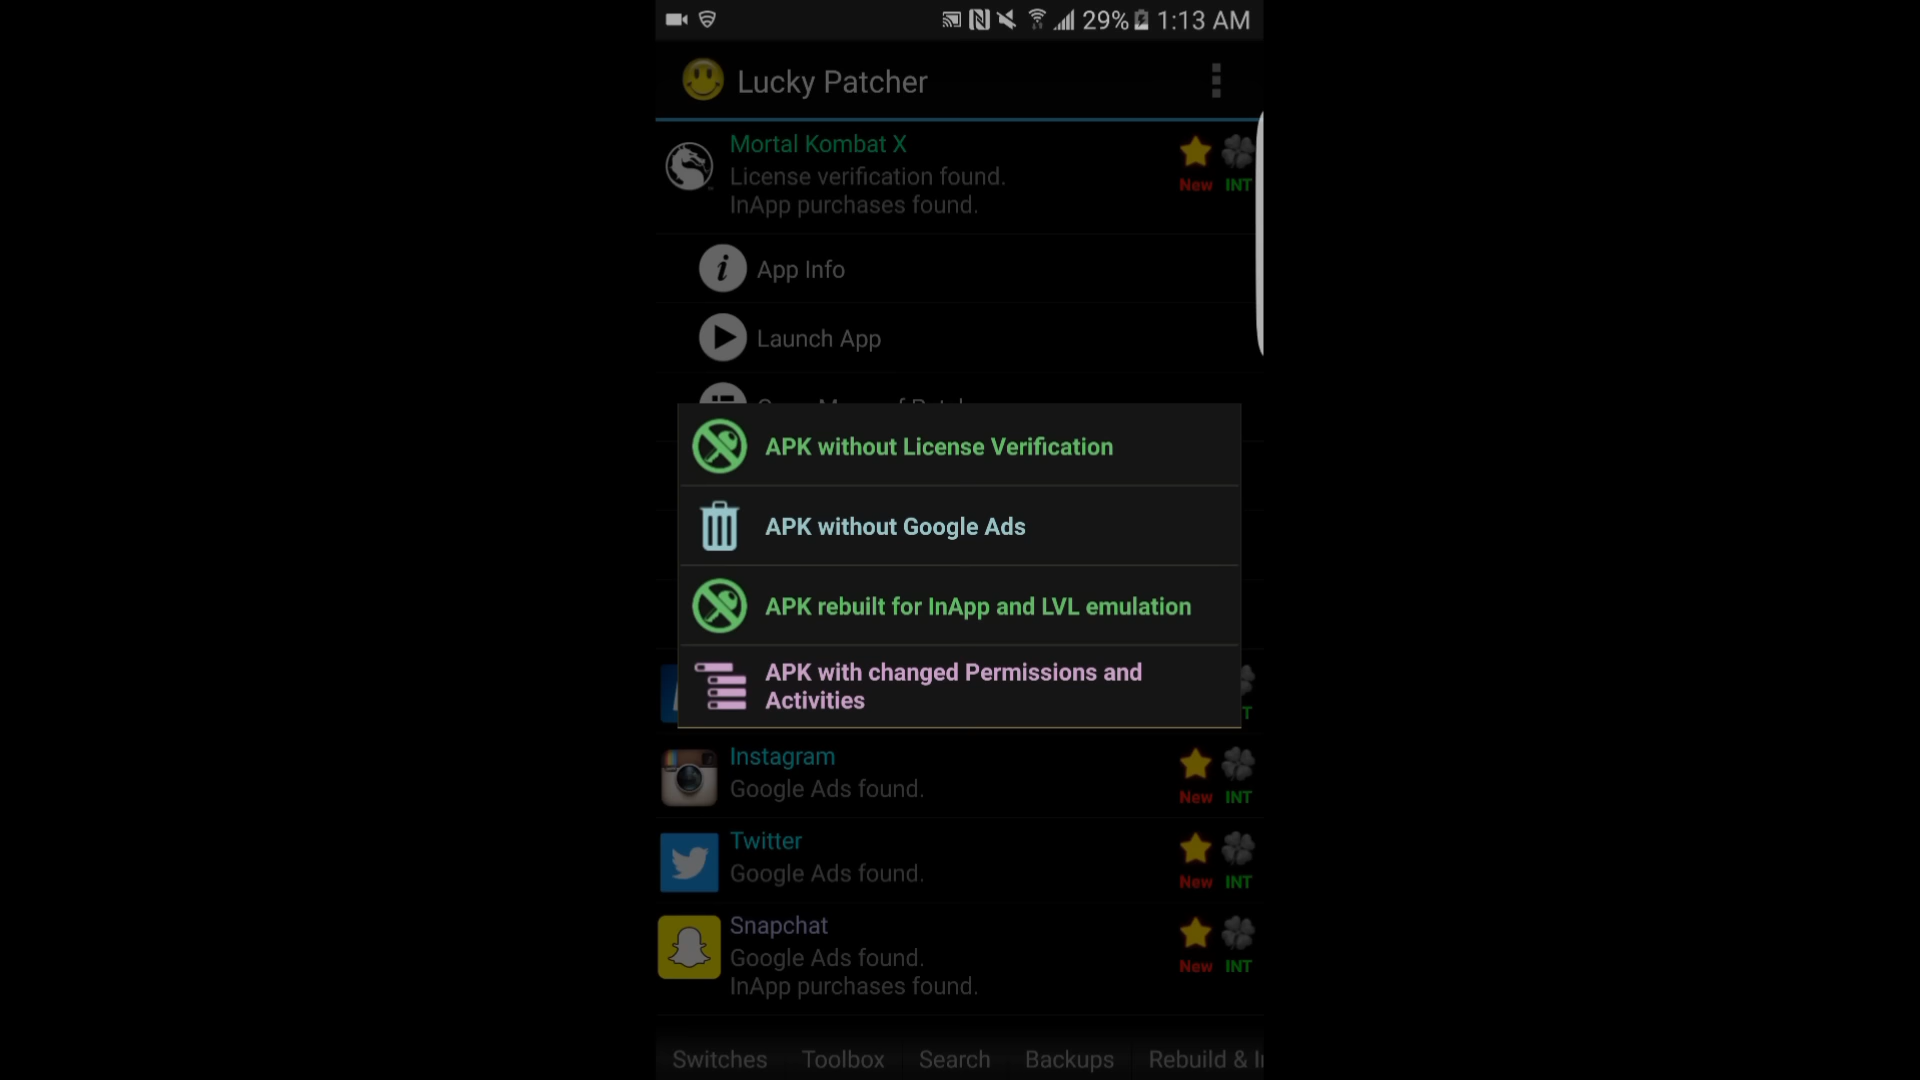 29% 1:13 AM
Lucky Patcher
Mortal Kombat X
License verification found.
InApp purchases found.
New INT
App Info
Launch App
APK without License Verification
APK without Google Ads
APK rebuilt for InApp and LVL emulation
APK with changed Permissions and
Activities
Instagram
Google Ads found.
New INT
Twitter
Google Ads found.
New INT
Snapchat
Google Ads found.
InApp purchases found.
New INT
Switches Toolbox Search Backups Rebuild &